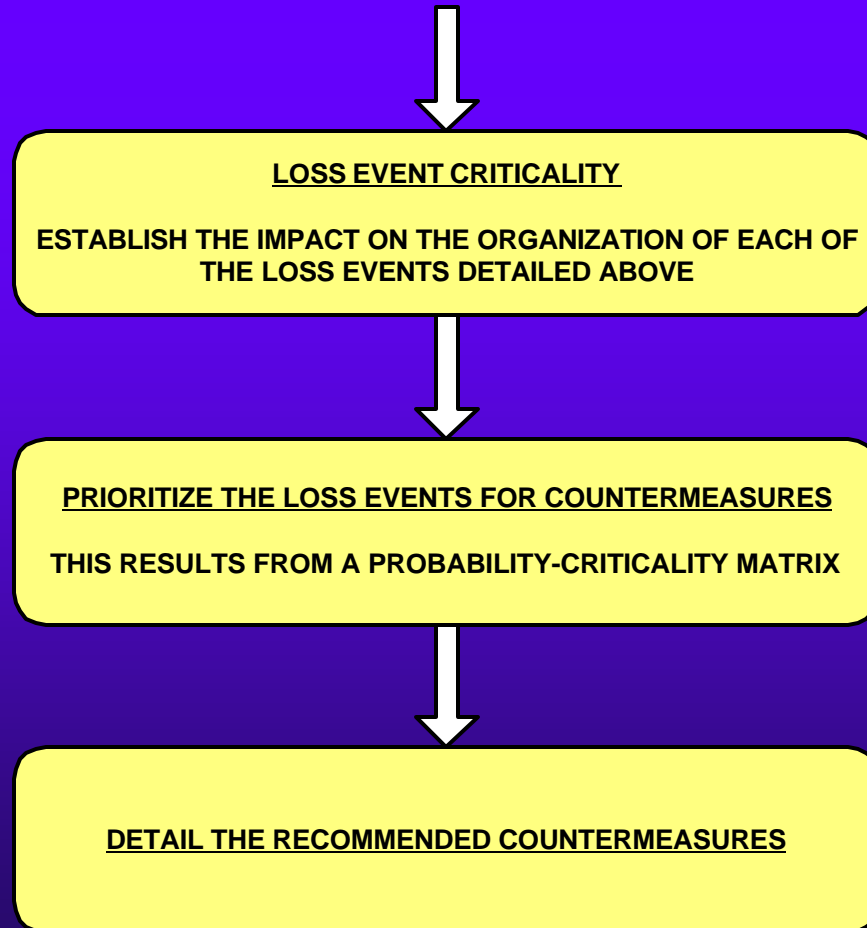 LOSS EVENT CRITICALITY
ESTABLISH THE IMPACT ON THE ORGANIZATION OF EACH OF
THE LOSS EVENTS DETAILED ABOVE
PRIORITIZE THE LOSS EVENTS FOR COUNTERMEASURES
THIS RESULTS FROM A PROBABILITY-CRITICALITY MATRIX
DETAIL THE RECOMMENDED COUNTERMEASURES